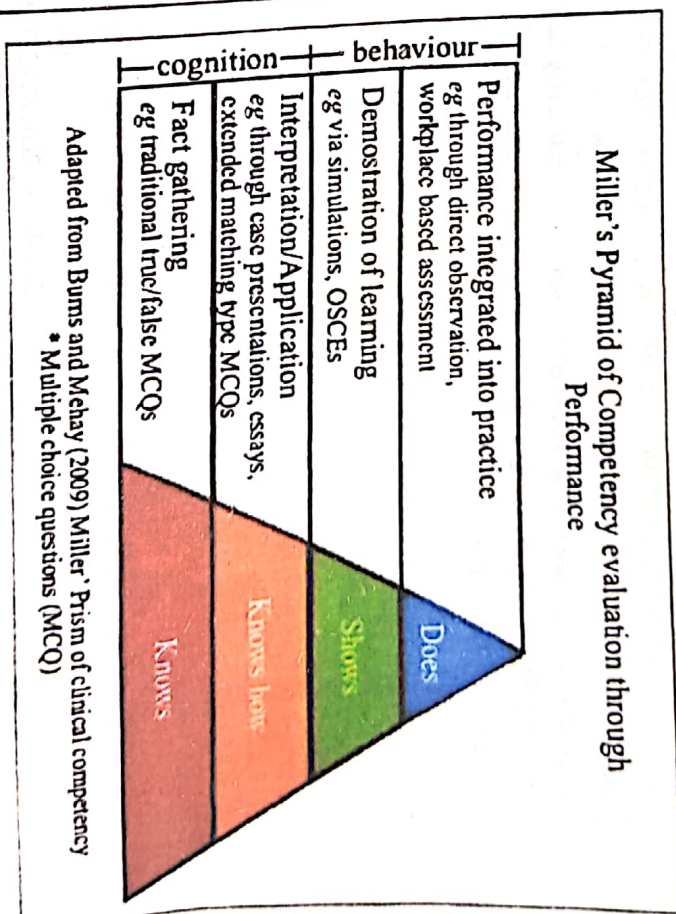 Miller's Pyramid of Competency evaluation through
Performance
behaviour
cognition
Performance integrated into practice
eg through direct observation,
workplace based assessment
Does
Demostration of learning
eg via simulations, OSCEs
Shows
Interpretation/Application
eg through case presentations, essays,
extended matching type MCQs
Knows how
Fact gathering
eg traditional true/false MCQs
Knows
Adapted from Burns and Mehay (2009) Miller' Prism of clinical competency
* Multiple choice questions (MCQ)